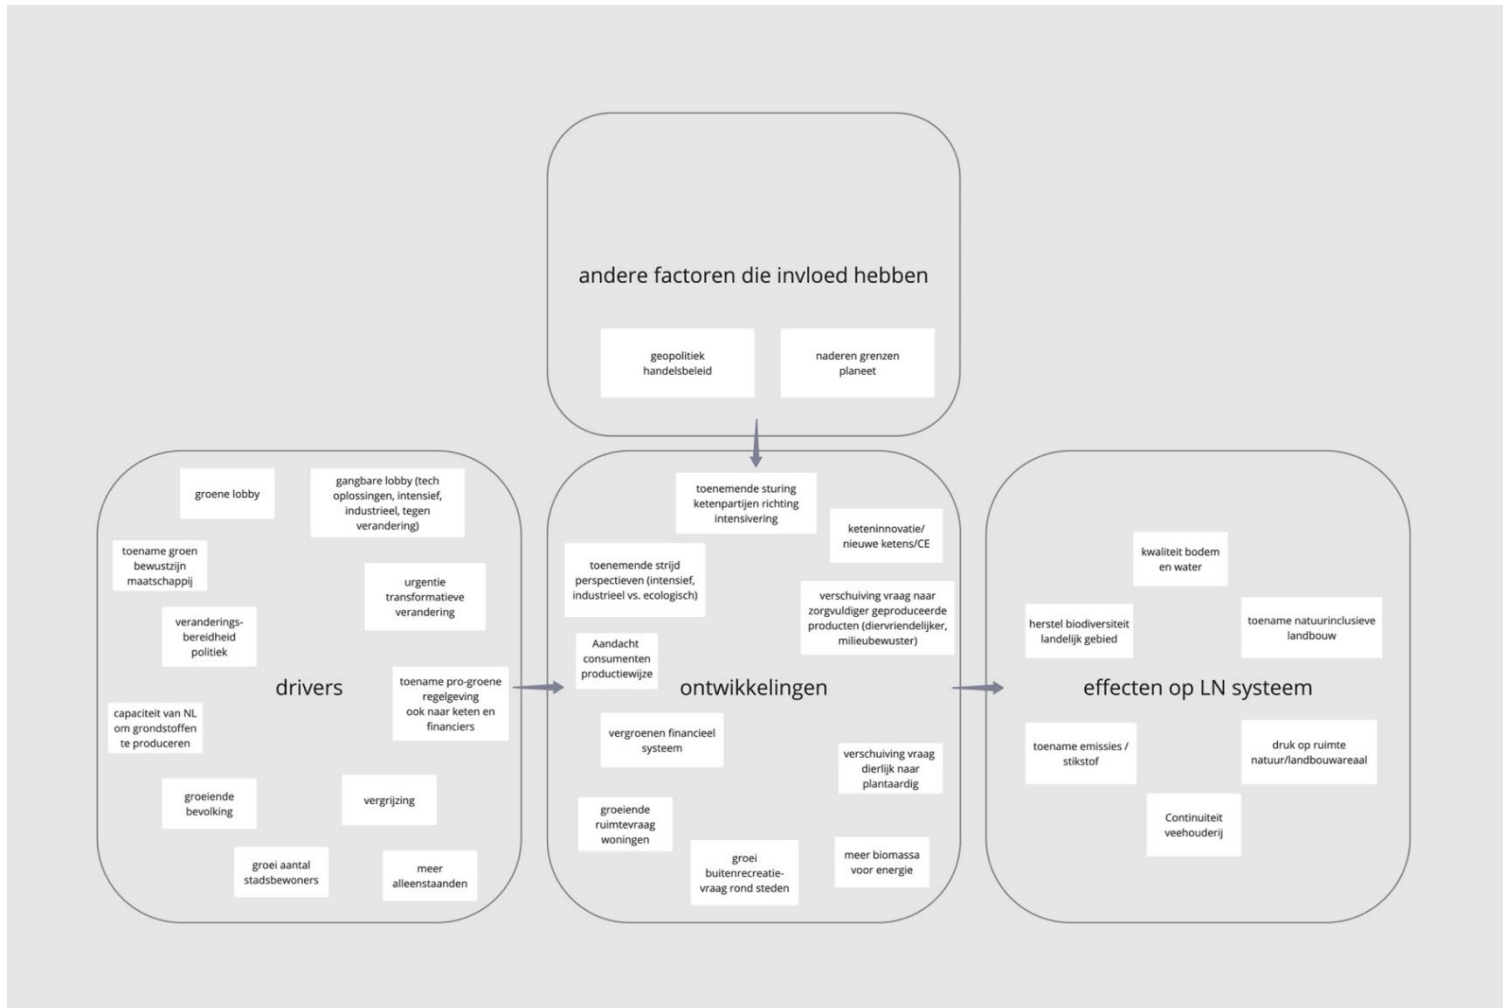 andere factoren die invloed hebben
geopolitiek
handelsbeleid
naderen grenzen
planeet
groene lobby
gangbare lobby (tech
oplossingen, intensief,
industrieel, tegen
verandering)
toename groen
bewustzijn
maatschappij
urgentie
transformatieve
verandering
veranderings-
bereidheid
politiek
drivers
toename pro-groene
regelgeving
ook naar keten en
financiers
capaciteit van NL
om grondstoffen
te produceren
groeiende
bevolking
vergrijzing
groei aantal
stadsbewoners
meer
alleenstaanden
toenemende sturing
ketenpartijen richting
intensivering
keteninnovatie/
nieuwe ketens/CE
toenemende strijd
perspectieven (intensief,
industrieel vs. ecologisch)
verschuiving vraag naar
zorgvuldiger geproduceerde
producten (diervriendelijker,
milieubewuster)
Aandacht
consumenten
productiewijze
ontwikkelingen
vergroenen financieel
systeem
verschuiving vraag
dierlijk naar
plantaardig
groeiende
ruimtevraag
woningen
groei
buitenrecreatie-
vraag rond steden
meer biomassa
voor energie
kwaliteit bodem
en water
herstel biodiversiteit
landelijk gebied
toename natuurinclusieve
landbouw
effecten op LN systeem
toename emissies /
stikstof
druk op ruimte
natuur/landbouwareaal
Continuiteit
veehouderij